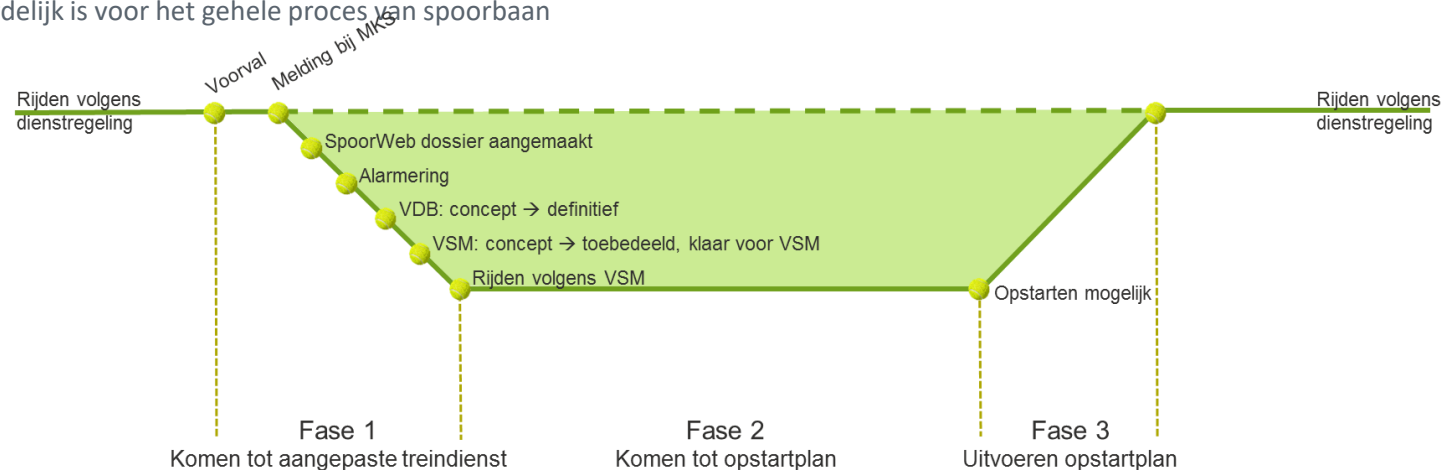 delijk is voor het gehele proces van spoorbaan
Voorval
Melding bij MKS
Rijden volgens
dienstregeling
Rijden volgens
dienstregeling
SpoorWeb dossier aangemaakt
Alarmering
VDB: concept → definitief
VSM: concept → toebedeeld, klaar voor VSM
Rijden volgens VSM
Opstarten mogelijk
Fase 1
Komen tot aangepaste treindienst
Fase 2
Komen tot opstartplan
Fase 3
Uitvoeren opstartplan